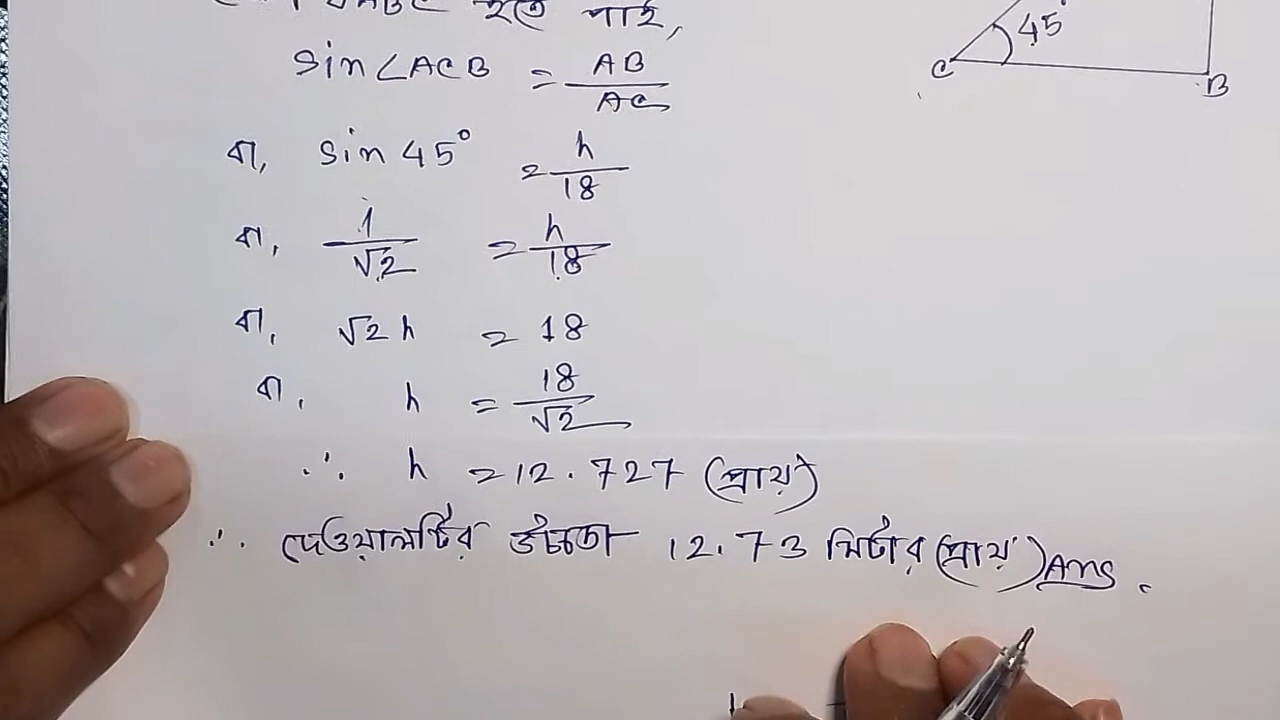 হতে পাই,
sin∠ACB = AB/AC
বা, sin 45° = h/18
বা, 1/√2 = h/18
বা, √2 h = 18
বা, h = 18/√2
∴ h = 12.727 (প্রায়)
∴ দেওয়ালটির উচ্চতা 12.73 মিটার (প্রায়) Ans.
45°
C
B